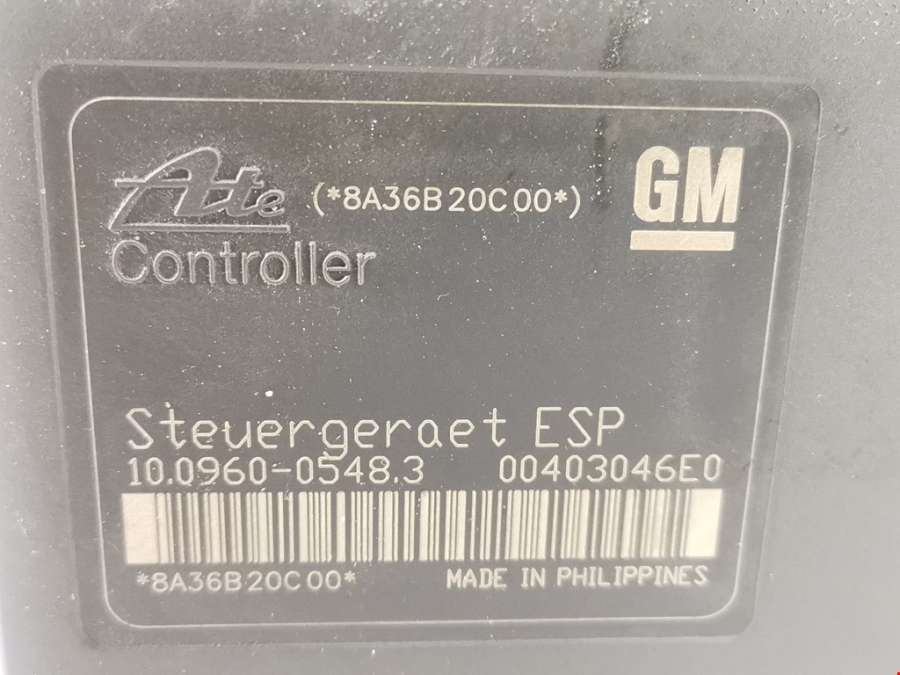 Ate (*8A36B20C00*) GM
Controller
Steuergeraet ESP
10.0960-0548.3 00403046E0
*8A36B20C00* MADE IN PHILIPPINES